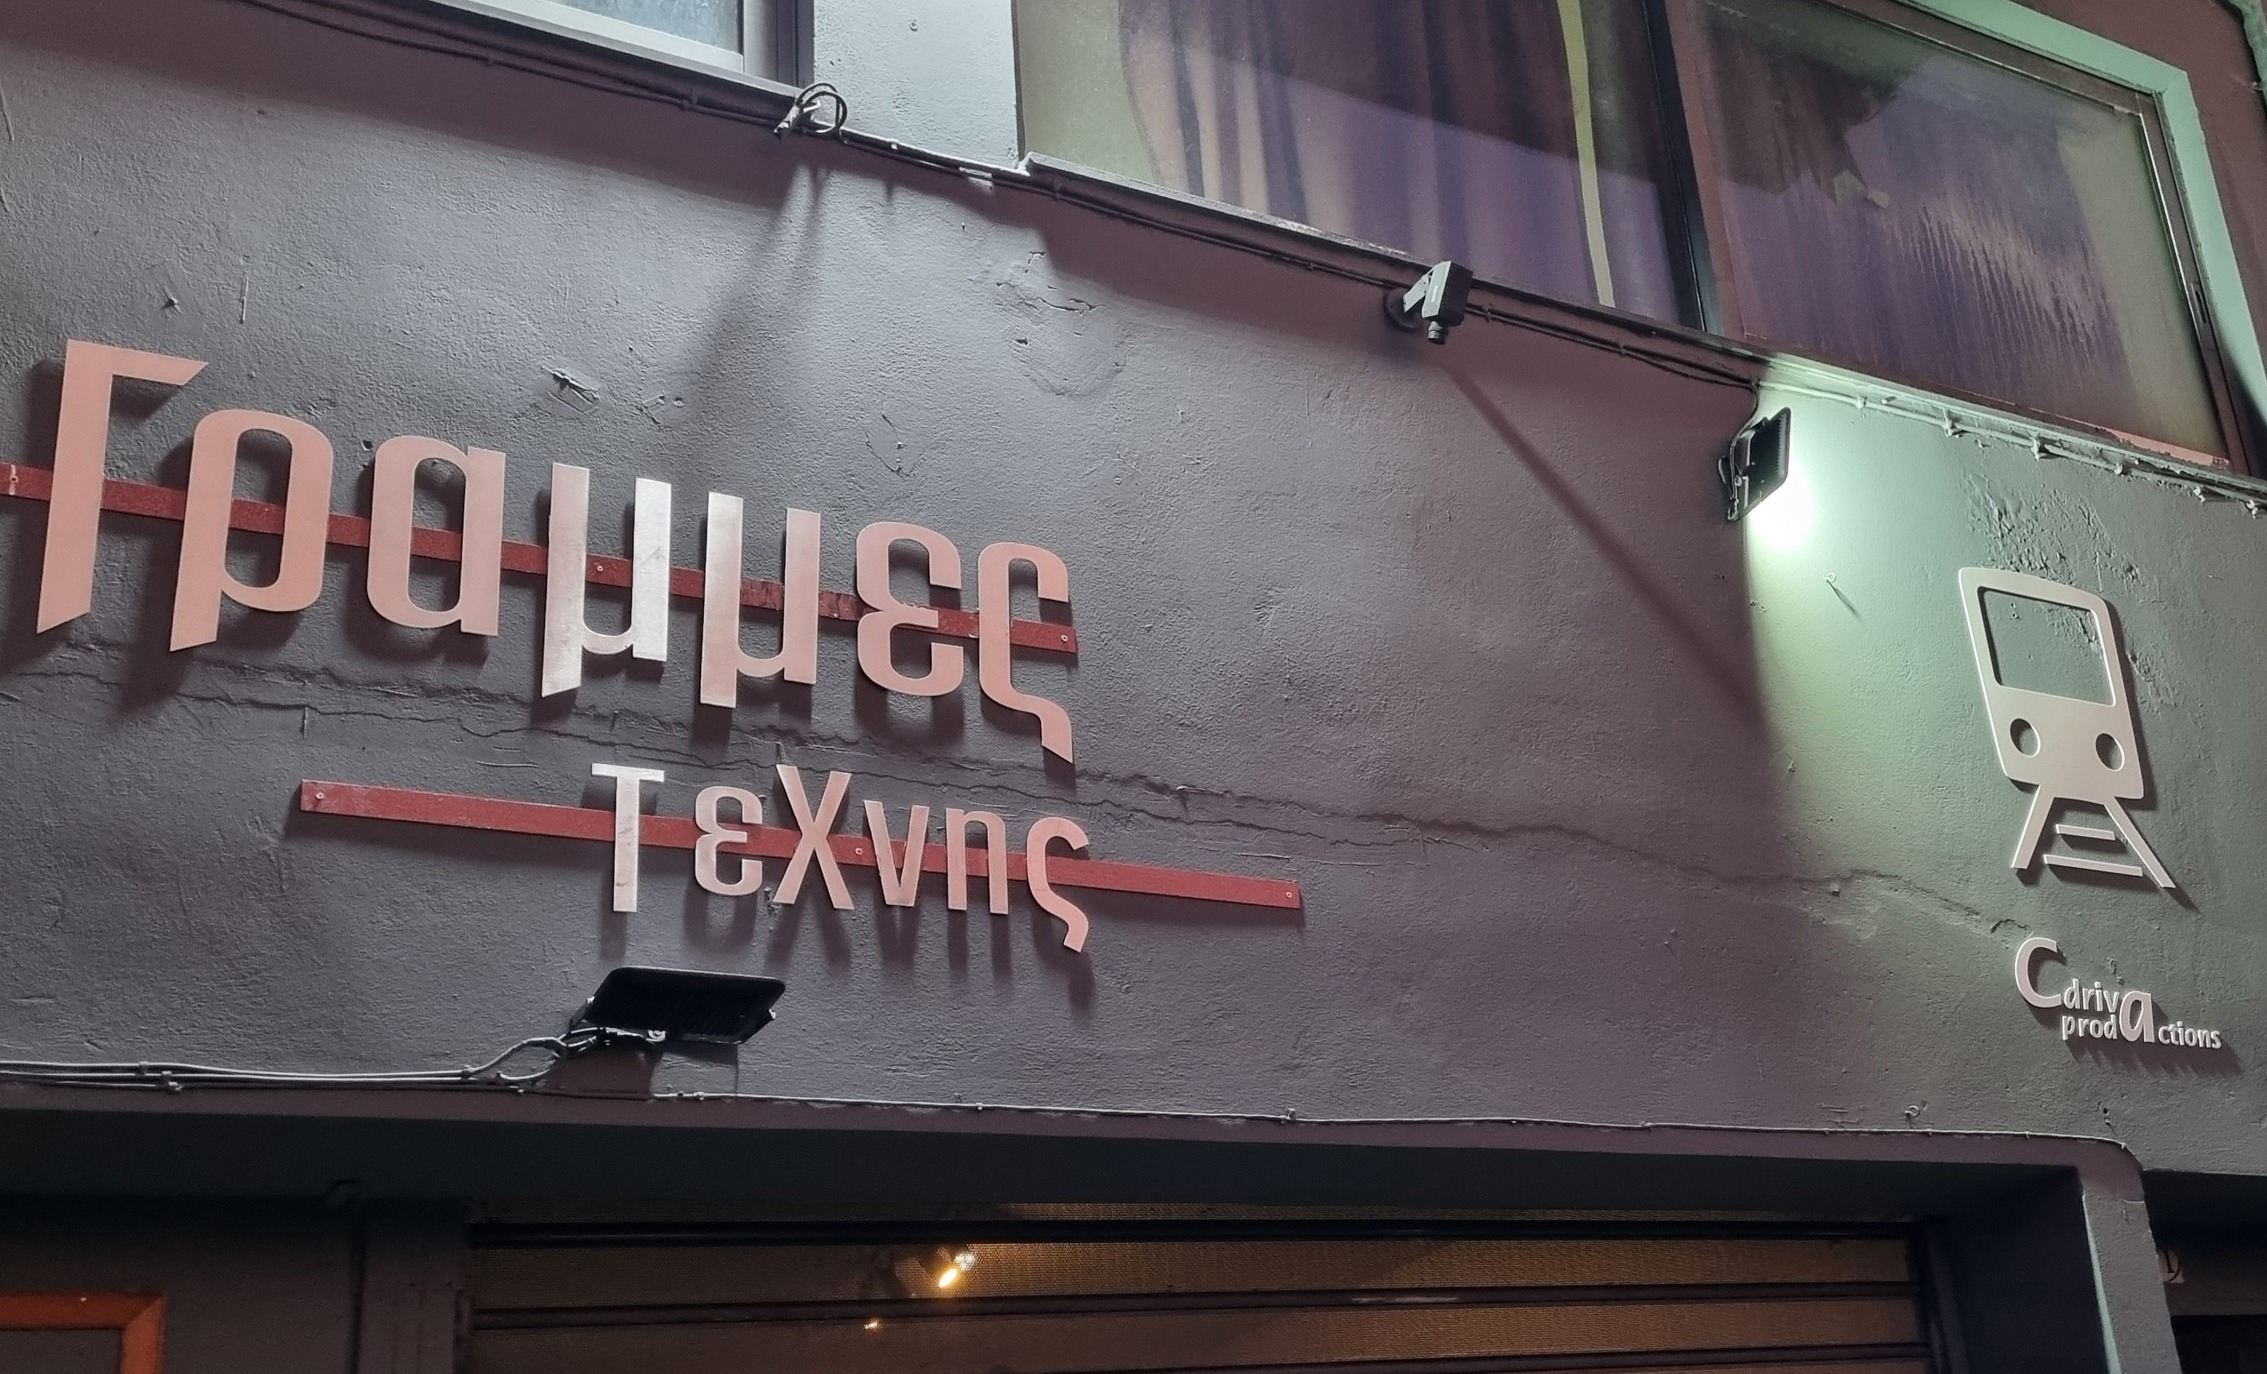 Γραμμες
τεχνης
Cdriva
prodactions